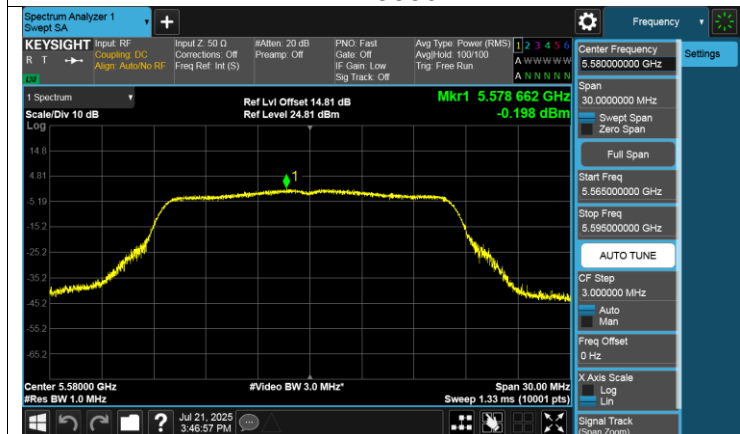 Spectrum Analyzer 1
Swept SA
Frequency
KEYSIGHT
R T
LXI
Input: RF
Coupling: DC
Align: Auto/No RF
Input Z: 50 Ω
Corrections: Off
Freq Ref: Int (S)
#Atten: 20 dB
Preamp: Off
PNO: Fast
Gate: Off
IF Gain: Low
Sig Track: Off
Avg Type: Power (RMS)
Avg|Hold: 100/100
Trig: Free Run
1 2 3 4 5 6
A W W W W W
A N N N N N
1 Spectrum
Scale/Div 10 dB
Log
Ref Lvl Offset 14.81 dB
Ref Level 24.81 dBm
Mkr1 5.578 662 GHz
-0.198 dBm
14.8
4.81
-5.19
-15.2
-25.2
-35.2
-45.2
-55.2
-65.2
1
Center 5.58000 GHz
#Res BW 1.0 MHz
#Video BW 3.0 MHz*
Span 30.00 MHz
Sweep 1.33 ms (10001 pts)
Jul 21, 2025
3:46:57 PM
?
Center Frequency
5.580000000 GHz
Span
30.0000000 MHz
Swept Span
Zero Span
Full Span
Start Freq
5.565000000 GHz
Stop Freq
5.595000000 GHz
AUTO TUNE
CF Step
3.000000 MHz
Auto
Man
Freq Offset
0 Hz
X Axis Scale
Log
Lin
Signal Track
(Span Zoom)
Settings